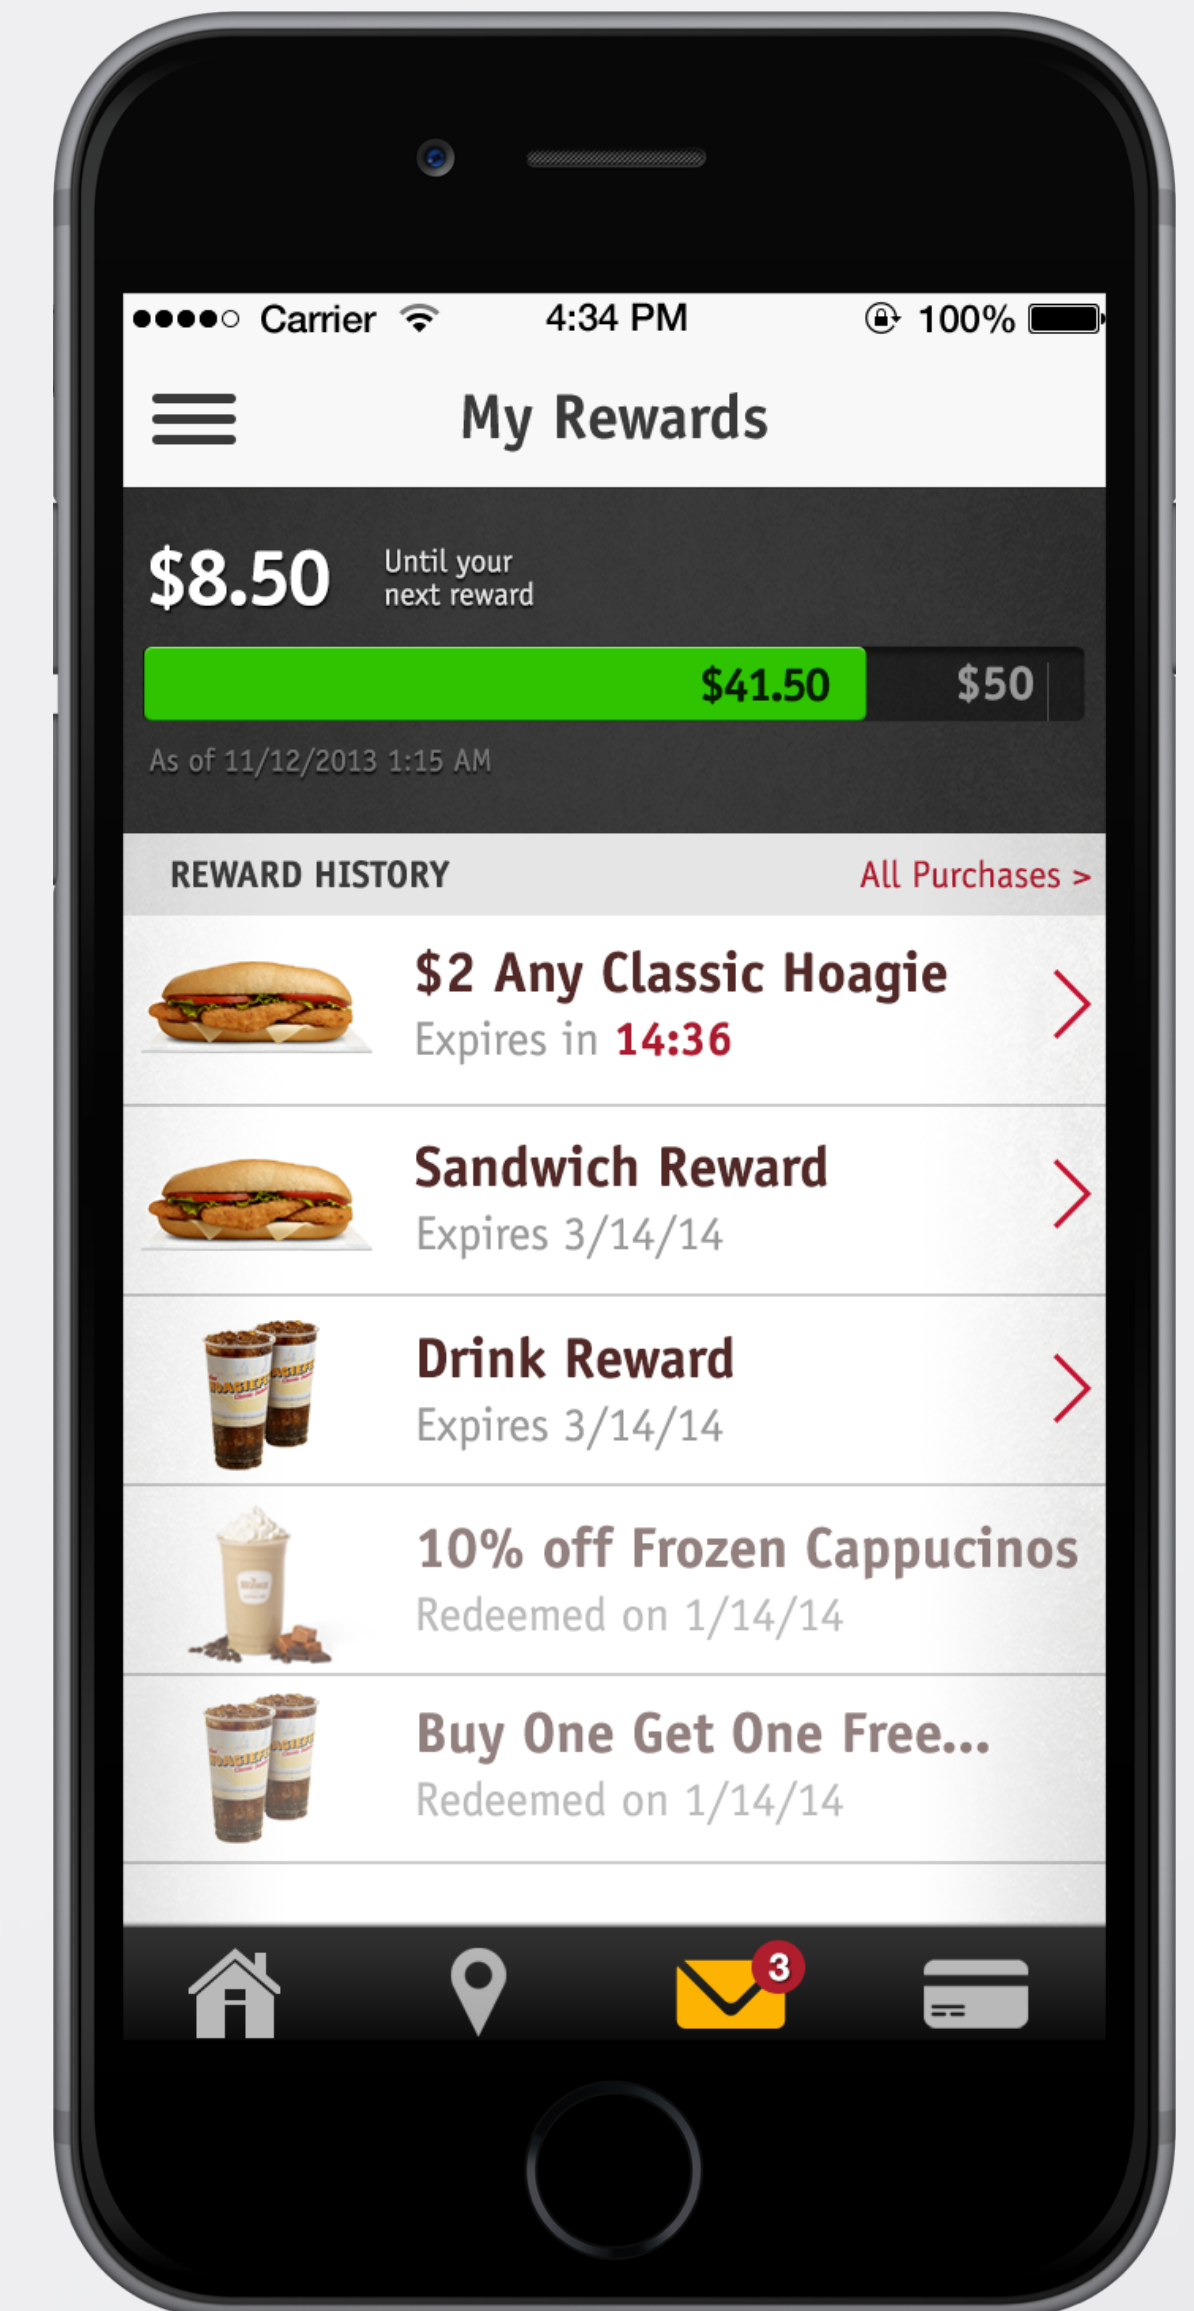 Carrier 4:34 PM 100%
My Rewards
$8.50 Until your
next reward
$41.50 $50
As of 11/12/2013 1:15 AM
REWARD HISTORY All Purchases >
$2 Any Classic Hoagie
Expires in 14:36
Sandwich Reward
Expires 3/14/14
Drink Reward
Expires 3/14/14
10% off Frozen Cappucinos
Redeemed on 1/14/14
Buy One Get One Free...
Redeemed on 1/14/14
3